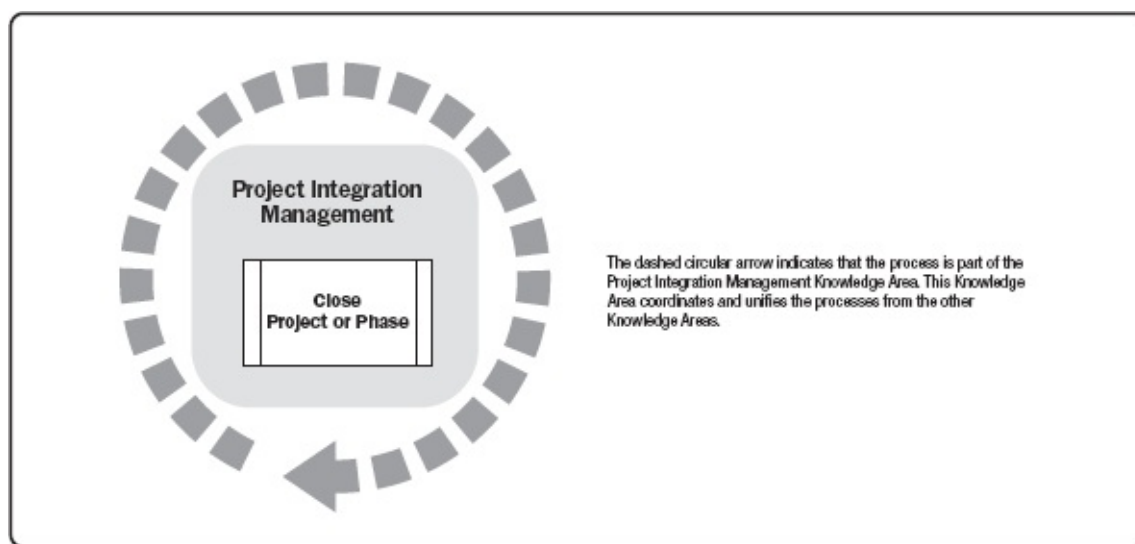 Project Integration
Management
Close
Project or Phase
The dashed circular arrow indicates that the process is part of the
Project Integration Management Knowledge Area. This Knowledge
Area coordinates and unifies the processes from the other
Knowledge Areas.